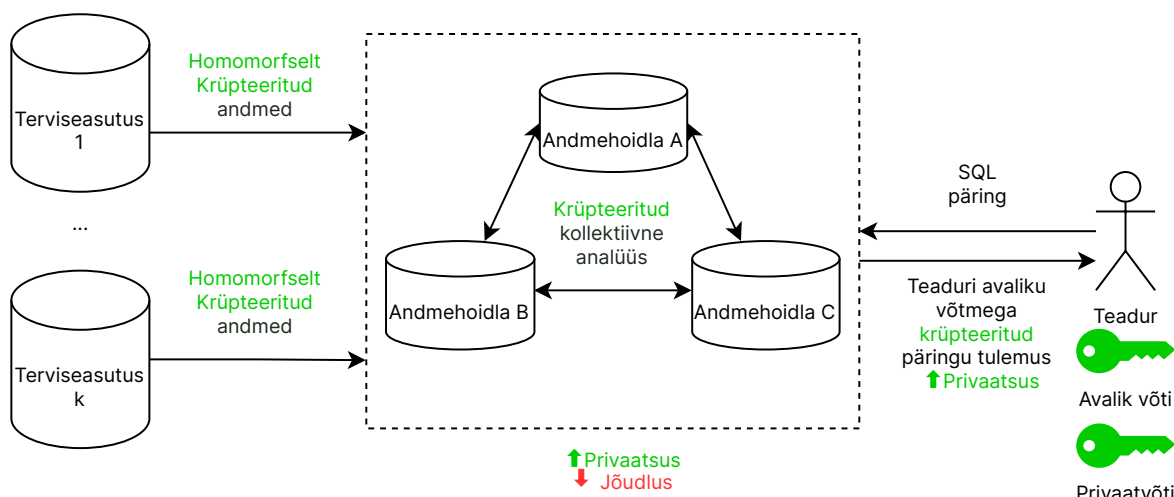 Terviseasutus
1
Homomorfselt
Krüpteeritud
andmed
...
Terviseasutus
k
Homomorfselt
Krüpteeritud
andmed
Andmehoidla A
Krüpteeritud
kollektiivne
analüüs
Andmehoidla B
Andmehoidla C
⬆Privaatsus
⬇ Jõudlus
SQL
päring
Teaduri avaliku
võtmega
krüpteeritud
päringu tulemus
⬆Privaatsus
Teadur
Avalik võti
Privaatvõti